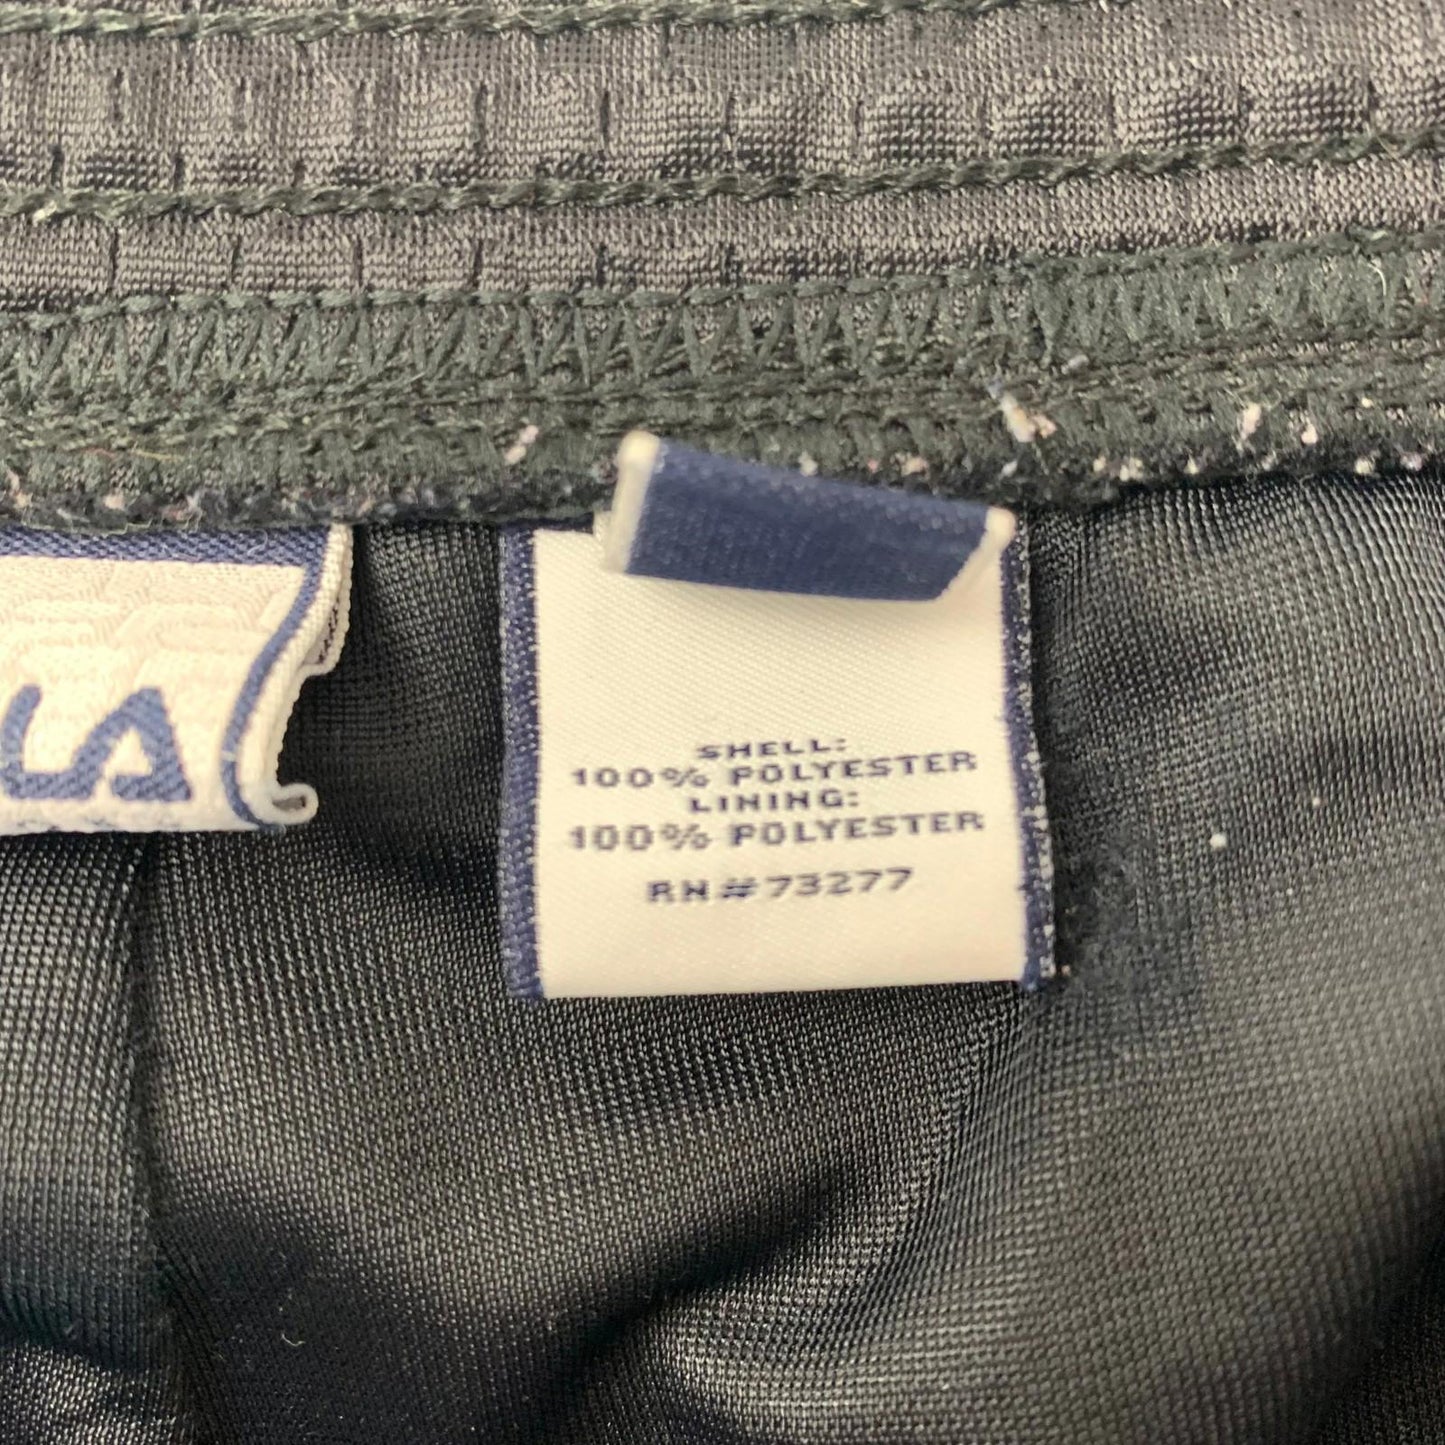 SHELL:
100% POLYESTER
LINING:
100% POLYESTER
RN#73277